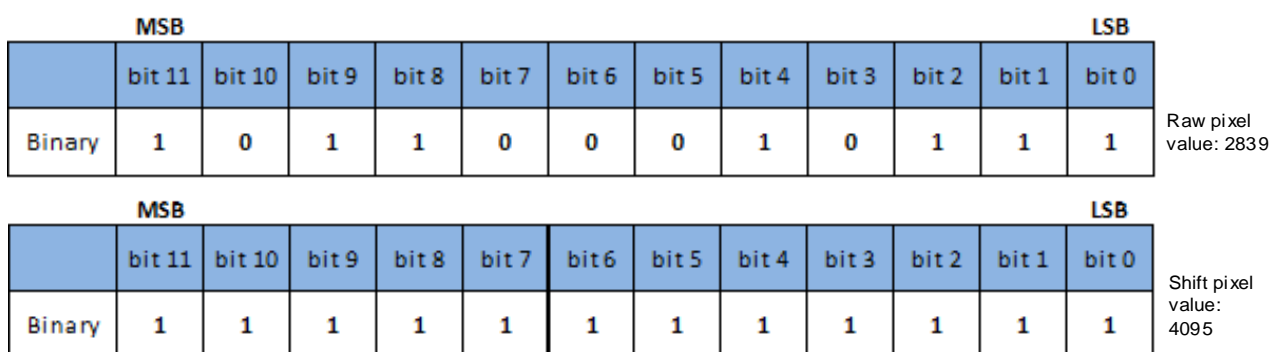 MSB LSB
bit 11 bit 10 bit 9 bit 8 bit 7 bit 6 bit 5 bit 4 bit 3 bit 2 bit 1 bit 0
Binary 1 0 1 1 0 0 0 1 0 1 1 1
Raw pixel
value: 2839
MSB LSB
bit 11 bit 10 bit 9 bit 8 bit 7 bit6 bit 5 bit 4 bit 3 bit 2 bit 1 bit 0
Binary 1 1 1 1 1 1 1 1 1 1 1 1
Shift pixel
value:
4095